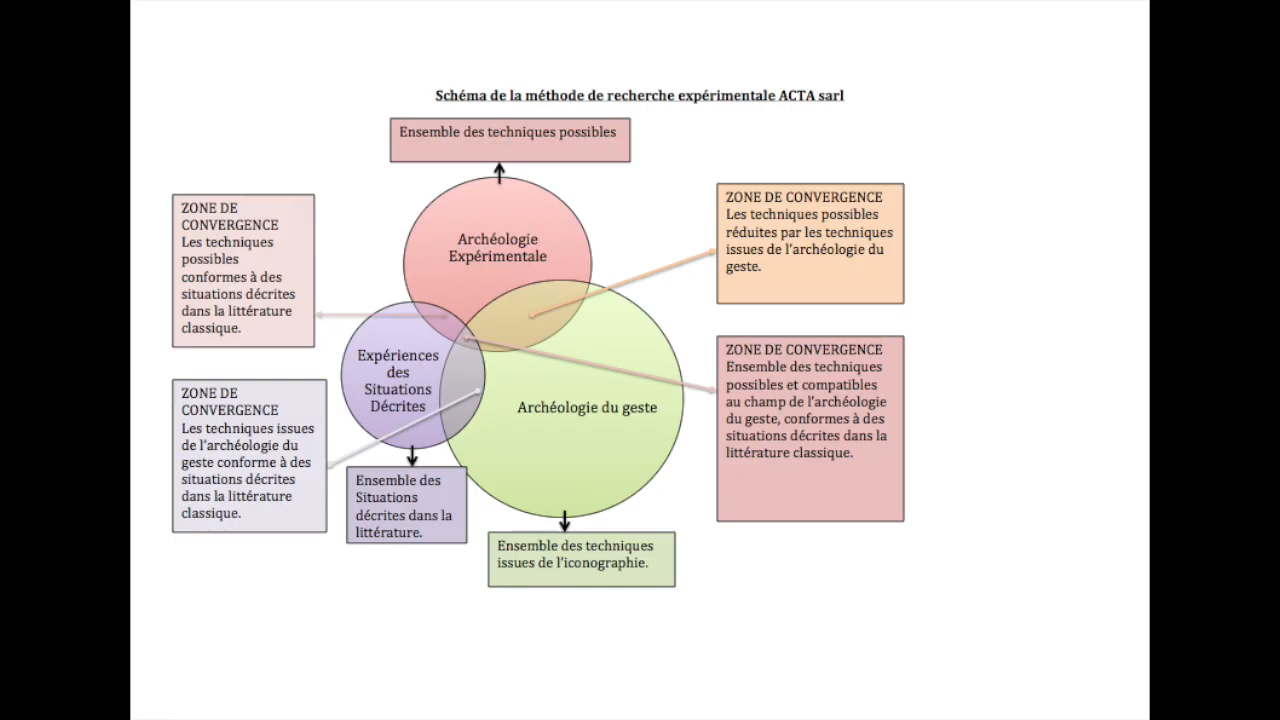 Schéma de la méthode de recherche expérimentale ACTA sarl
Ensemble des techniques possibles
ZONE DE
CONVERGENCE
Les techniques
possibles
conformes à des
situations décrites
dans la littérature
classique.
Archéologie
Expérimentale
ZONE DE CONVERGENCE
Les techniques possibles
réduites par les techniques
issues de l'archéologie du
geste.
Expériences
des
Situations
Décrites
Archéologie du geste
ZONE DE CONVERGENCE
Ensemble des techniques
possibles et compatibles
au champ de l'archéologie
du geste, conformes à des
situations décrites dans la
littérature classique.
ZONE DE
CONVERGENCE
Les techniques issues
de l'archéologie du
geste conforme à des
situations décrites
dans la littérature
classique.
Ensemble des
Situations
décrites dans la
littérature.
Ensemble des techniques
issues de l'iconographie.